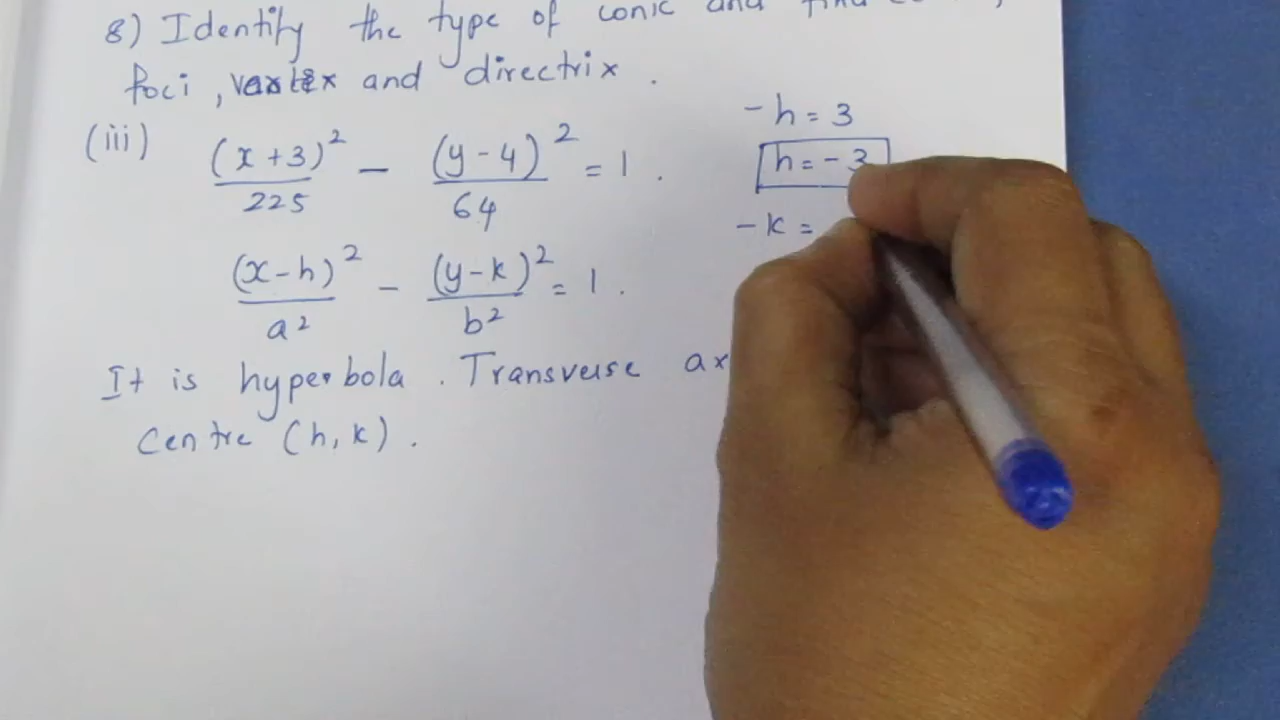 8) Identify the type of conic and find
foci, vertex and directrix.
(iii) (x+3)²/225 - (y-4)²/64 = 1.
(x-h)²/a² - (y-k)²/b² = 1.
It is hyperbola. Transverse ax
Centre (h, k).
-h = 3
h = -3
-k =